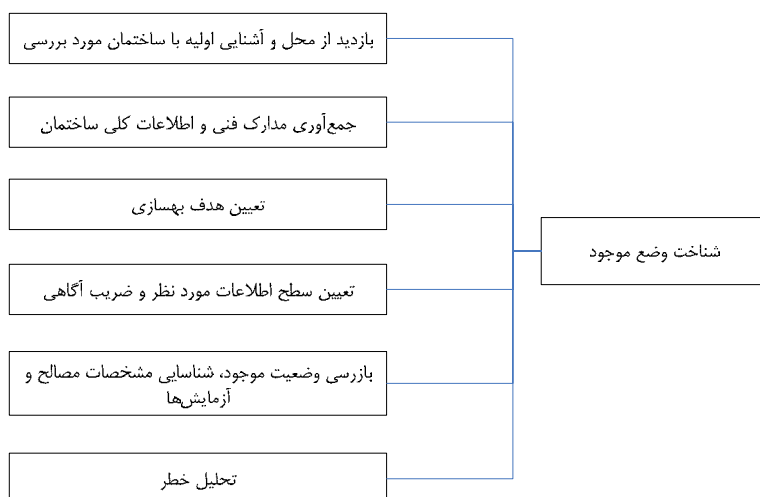 شناخت وضع موجود
بازدید از محل و آشنایی اولیه با ساختمان مورد بررسی
جمع‌آوری مدارک فنی و اطلاعات کلی ساختمان
تعیین هدف بهسازی
تعیین سطح اطلاعات مورد نظر و ضریب آگاهی
بازرسی وضعیت موجود، شناسایی مشخصات مصالح و
آزمایش‌ها
تحلیل خطر